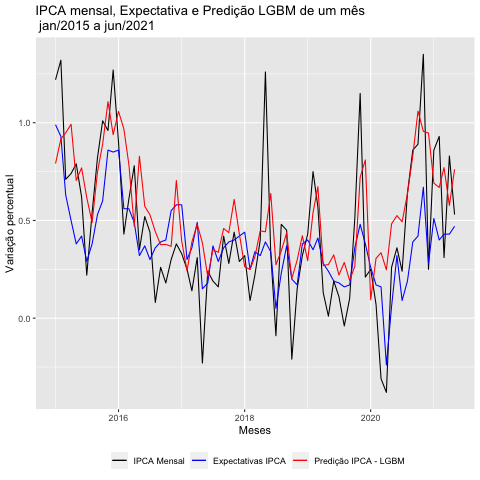 IPCA mensal, Expectativa e Predição LGBM de um mês
jan/2015 a jun/2021
Variação percentual
1.0
0.5
0.0
2016 2018 2020
Meses
IPCA Mensal Expectativas IPCA Predição IPCA - LGBM